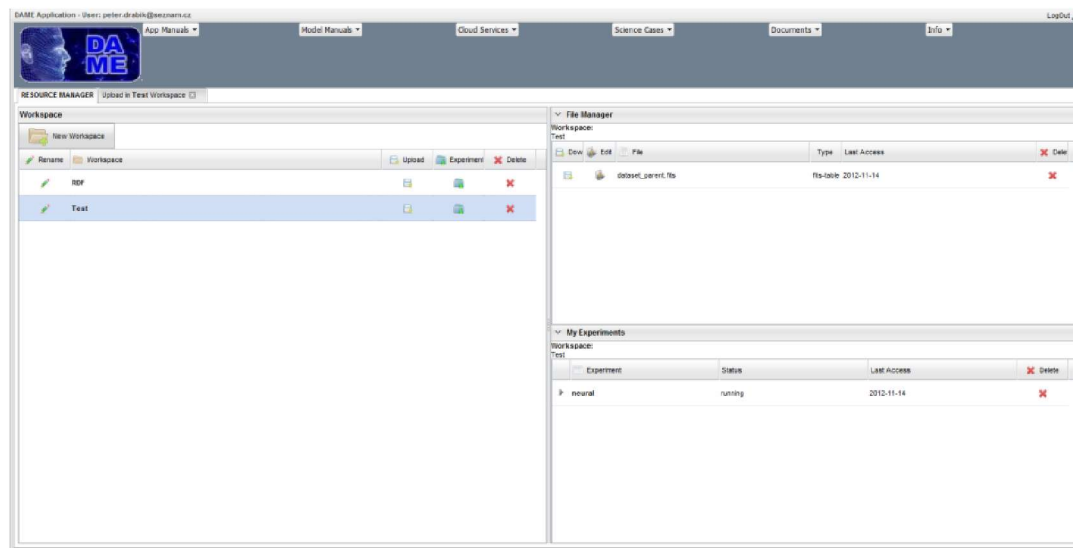 DAME Application - User: peter.drabik@seznam.cz LogOut
DA
ME
App Manuals Model Manuals Cloud Services Science Cases Documents Info
RESOURCE MANAGER Upload in Test Workspace
Workspace
New Workspace
Rename Workspace Upload Experiment Delete
RDF
Test
File Manager
Workspace:
Test
Dow Edit File Type Last Access Dele
dataset_parent.fits fits-table 2012-11-14
My Experiments
Workspace:
Test
Experiment Status Last Access Delete
neural running 2012-11-14